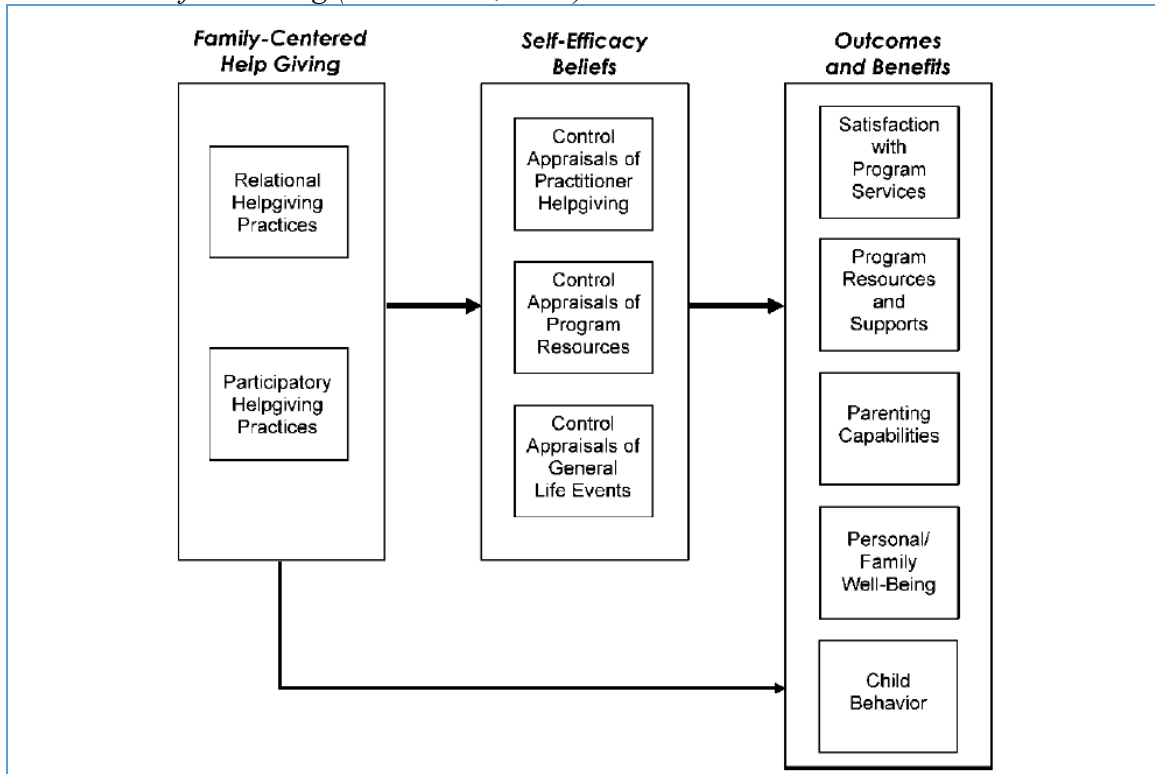 Family-Centered
Help Giving
Self-Efficacy
Beliefs
Outcomes
and Benefits
Relational
Helpgiving
Practices
Participatory
Helpgiving
Practices
Control
Appraisals of
Practitioner
Helpgiving
Control
Appraisals of
Program
Resources
Control
Appraisals of
General
Life Events
Satisfaction
with
Program
Services
Program
Resources
and
Supports
Parenting
Capabilities
Personal/
Family
Well-Being
Child
Behavior